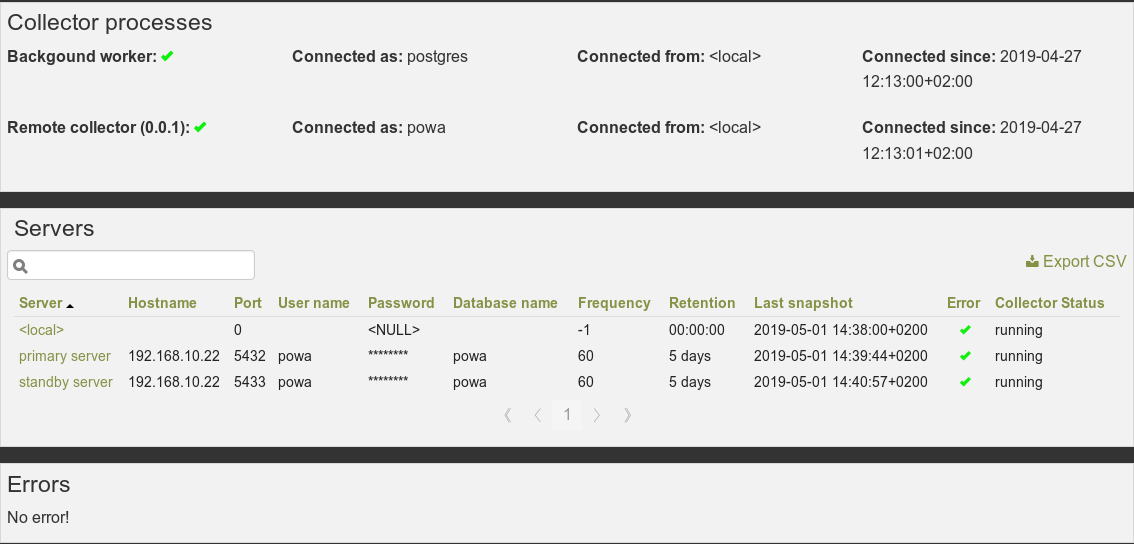 Collector processes
Backgound worker: Connected as: postgres Connected from: <local> Connected since: 2019-04-27
12:13:00+02:00
Remote collector (0.0.1): Connected as: powa Connected from: <local> Connected since: 2019-04-27
12:13:01+02:00
Servers
Export CSV
Server Hostname Port User name Password Database name Frequency Retention Last snapshot Error Collector Status
<local> 0 <NULL> -1 00:00:00 2019-05-01 14:38:00+0200 running
primary server 192.168.10.22 5432 powa ******** powa 60 5 days 2019-05-01 14:39:44+0200 running
standby server 192.168.10.22 5433 powa ******** powa 60 5 days 2019-05-01 14:40:57+0200 running
《 〈 1 〉 》
Errors
No error!